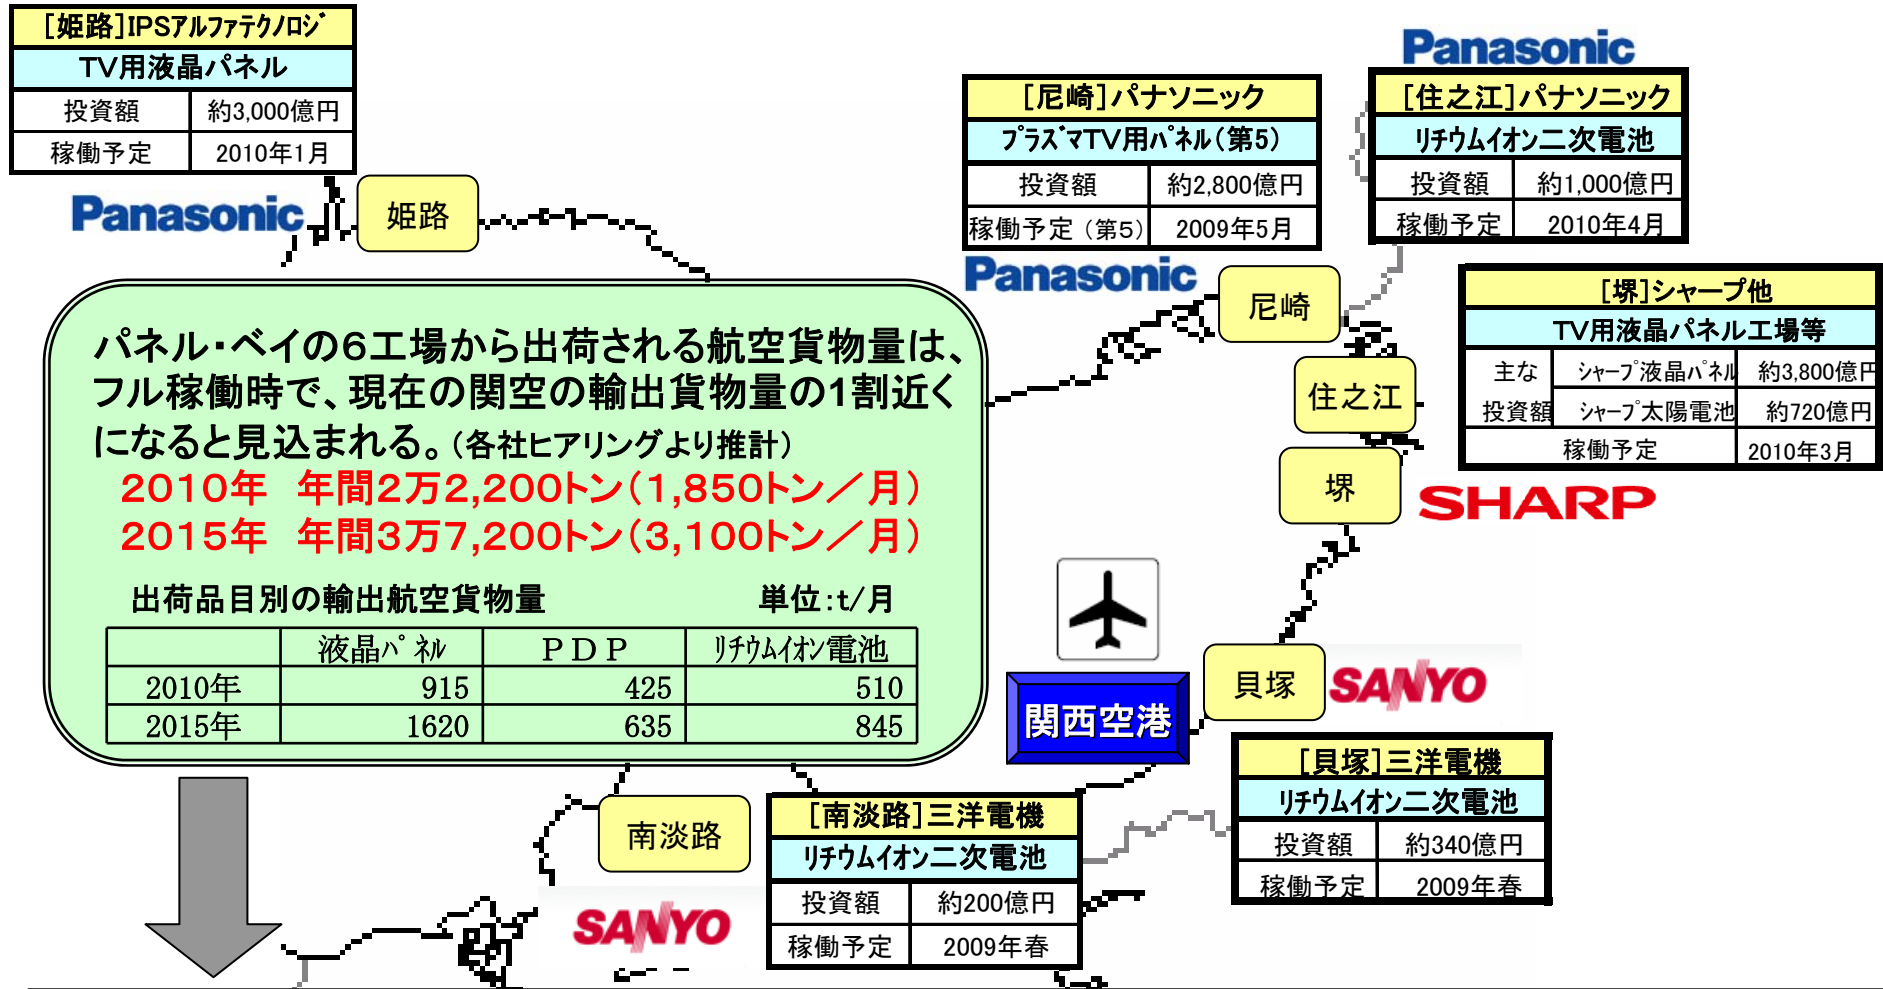 ［姫路］IPSアルファテクノロジ
TV用液晶パネル
投資額 約3,000億円
稼働予定 2010年1月
Panasonic
姫路
［尼崎］パナソニック
プラズマTV用パネル（第5）
投資額 約2,800億円
稼働予定（第5） 2009年5月
Panasonic
尼崎
Panasonic
［住之江］パナソニック
リチウムイオン二次電池
投資額 約1,000億円
稼働予定 2010年4月
住之江
［堺］シャープ他
TV用液晶パネル工場等
主な 投資額
シャープ液晶パネル 約3,800億円
シャープ太陽電池 約720億円
稼働予定 2010年3月
堺
SHARP
パネル・ベイの6工場から出荷される航空貨物量は、
フル稼働時で、現在の関空の輸出貨物量の1割近く
になると見込まれる。（各社ヒアリングより推計）
2010年 年間2万2,200トン（1,850トン／月）
2015年 年間3万7,200トン（3,100トン／月）
出荷品目別の輸出航空貨物量 単位：t/月
液晶パネル PDP リチウムイオン電池
2010年 915 425 510
2015年 1620 635 845
関西空港
貝塚
SANYO
［貝塚］三洋電機
リチウムイオン二次電池
投資額 約340億円
稼働予定 2009年春
南淡路
SANYO
［南淡路］三洋電機
リチウムイオン二次電池
投資額 約200億円
稼働予定 2009年春